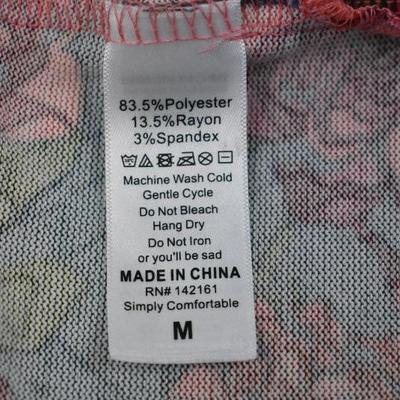 83.5%Polyester
13.5%Rayon
3%Spandex
Machine Wash Cold
Gentle Cycle
Do Not Bleach
Hang Dry
Do Not Iron
or you'll be sad
MADE IN CHINA
RN# 142161
Simply Comfortable
M